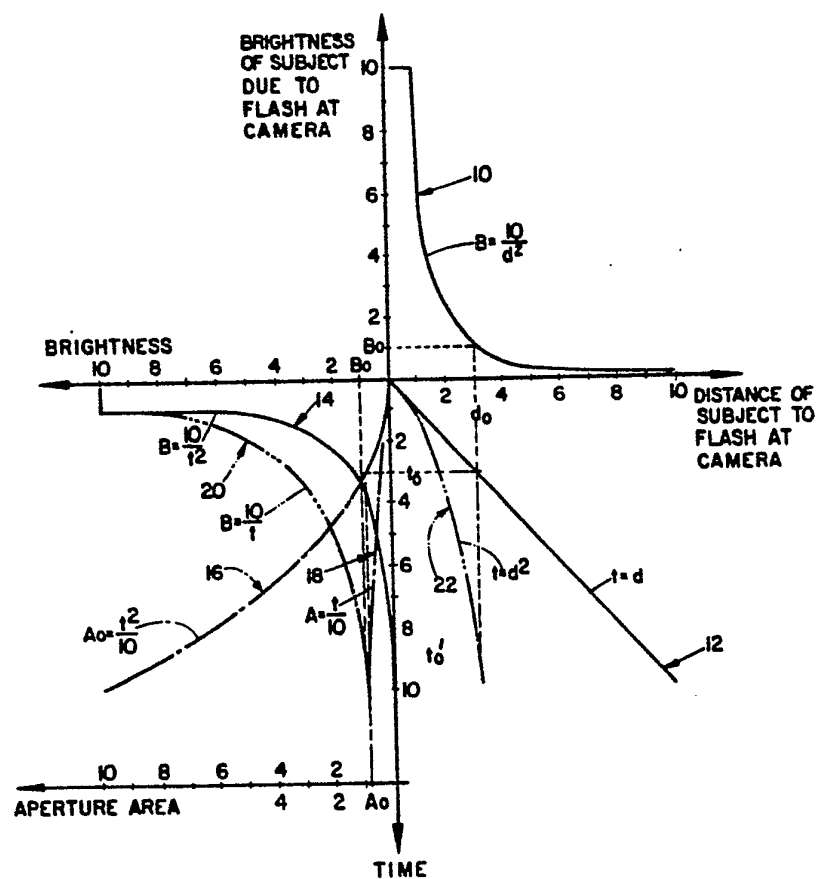 BRIGHTNESS
OF SUBJECT
DUE TO
FLASH AT
CAMERA
10
8
6
4
2
Bo
10
B=10/d²
BRIGHTNESS
10 8 6 4 2 Bo
2 4 6 8 10
do
DISTANCE OF
SUBJECT TO
FLASH AT
CAMERA
14
B=10/t²
20
B=10/t
16
18
A=t/10
Ao=t²/10
2
to
4
6
8
to'
10
22
t=d²
t=d
12
10 8 6 4 2
4 2 Ao
APERTURE AREA
TIME